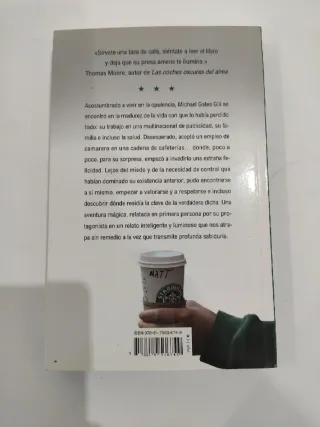 «Sírvete una taza de café, siéntate a leer el libro
y deja que su prosa amena te ilumine.»
Thomas Moore, autor de Las noches oscuras del alma
★ ★ ★
Acostumbrado a vivir en la opulencia, Michael Gates Gill se
encontró en la madurez de la vida con que lo había perdido
todo: su trabajo en una multinacional de publicidad, su fa-
milia e incluso la salud. Desesperado, aceptó un empleo de
camarero en una cadena de cafeterías... donde, poco a
poco, para su sorpresa, empezó a invadirlo una extraña fe-
licidad. Lejos del miedo y de la necesidad de control que
habían dominado su existencia anterior, pudo encontrarse
a sí mismo, empezar a valorarse y a respetarse e incluso
descubrir dónde residía la clave de la verdadera dicha. Una
aventura mágica, relatada en primera persona por su pro-
tagonista en un relato inteligente y luminoso que nos atra-
pa sin remedio a la vez que transmite profunda sabiduría.
MATT